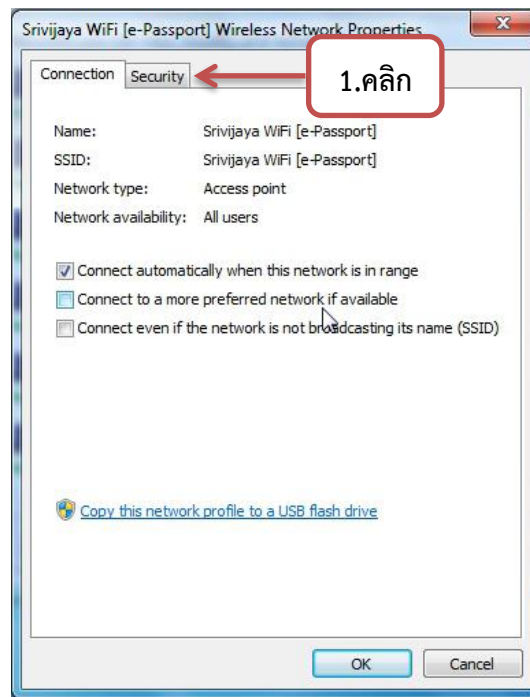 Srivijaya WiFi [e-Passport] Wireless Network Properties
Connection Security
1.คลิก
Name: Srivijaya WiFi [e-Passport]
SSID: Srivijaya WiFi [e-Passport]
Network type: Access point
Network availability: All users
Connect automatically when this network is in range
Connect to a more preferred network if available
Connect even if the network is not broadcasting its name (SSID)
Copy this network profile to a USB flash drive
OK Cancel